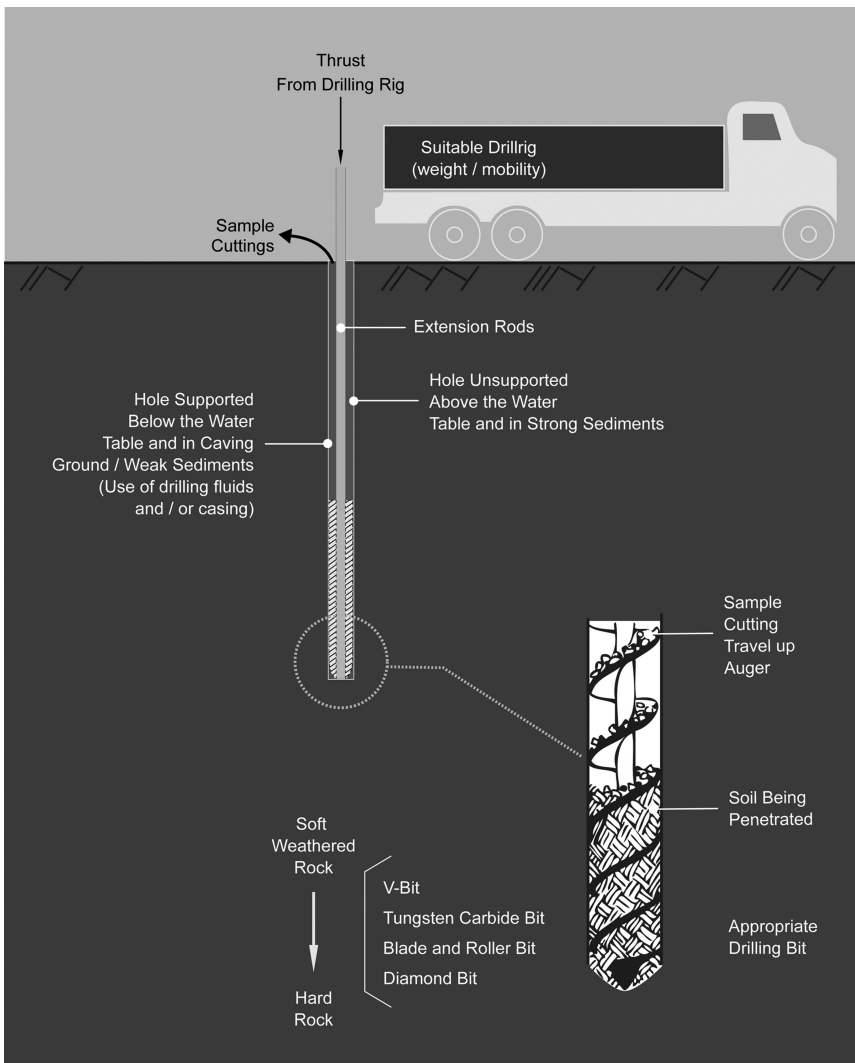 Thrust
From Drilling Rig
Suitable Drillrig
(weight / mobility)
Sample
Cuttings
Extension Rods
Hole Unsupported
Above the Water
Table and in Strong Sediments
Hole Supported
Below the Water
Table and in Caving
Ground / Weak Sediments
(Use of drilling fluids
and / or casing)
Sample
Cutting
Travel up
Auger
Soil Being
Penetrated
Appropriate
Drilling Bit
Soft
Weathered
Rock
Hard
Rock
V-Bit
Tungsten Carbide Bit
Blade and Roller Bit
Diamond Bit